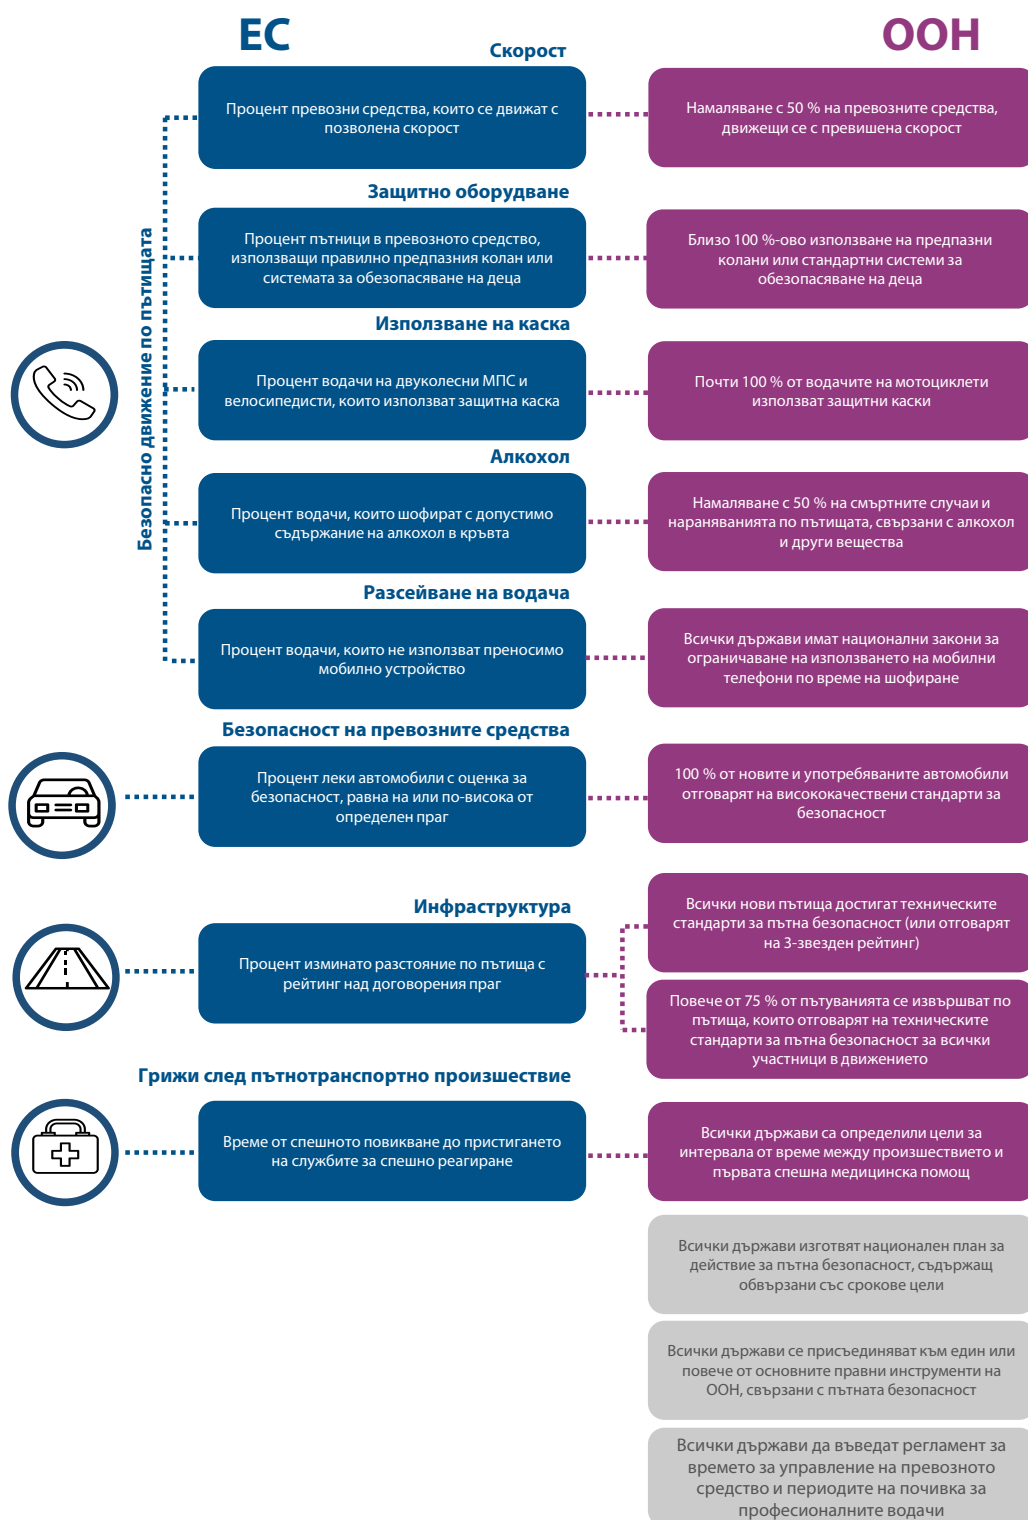 ЕС
ООН
Скорост
Процент превозни средства, които се движат с
позволена скорост
Намаляване с 50 % на превозните средства,
движещи се с превишена скорост
Безопасно движение по пътищата
Защитно оборудване
Процент пътници в превозното средство,
използващи правилно предпазния колан или
системата за обезопасяване на деца
Близо 100 %-ово използване на предпазни
колани или стандартни системи за
обезопасяване на деца
Използване на каска
Процент водачи на двуколесни МПС и
велосипедисти, които използват защитна каска
Почти 100 % от водачите на мотоциклети
използват защитни каски
Алкохол
Процент водачи, които шофират с допустимо
съдържание на алкохол в кръвта
Намаляване с 50 % на смъртните случаи и
нараняванията по пътищата, свързани с алкохол
и други вещества
Разсейване на водача
Процент водачи, които не използват преносимо
мобилно устройство
Всички държави имат национални закони за
ограничаване на използването на мобилни
телефони по време на шофиране
Безопасност на превозните средства
Процент леки автомобили с оценка за
безопасност, равна на или по-висока от
определен праг
100 % от новите и употребяваните автомобили
отговарят на висококачествени стандарти за
безопасност
Инфраструктура
Процент изминато разстояние по пътища с
рейтинг над договорения праг
Всички нови пътища достигат техническите
стандарти за пътна безопасност (или отговарят
на 3-звезден рейтинг)
Повече от 75 % от пътуванията се извършват по
пътища, които отговарят на техническите
стандарти за пътна безопасност за всички
участници в движението
Грижи след пътнотранспортно произшествие
Време от спешното повикване до пристигането
на службите за спешно реагиране
Всички държави са определили цели за
интервала от време между произшествието и
първата спешна медицинска помощ
Всички държави изготвят национален план за
действие за пътна безопасност, съдържащ
обвързани със срокове цели
Всички държави се присъединяват към един или
повече от основните правни инструменти на
ООН, свързани с пътната безопасност
Всички държави да въведат регламент за
времето за управление на превозното
средство и периодите на почивка за
професионалните водачи